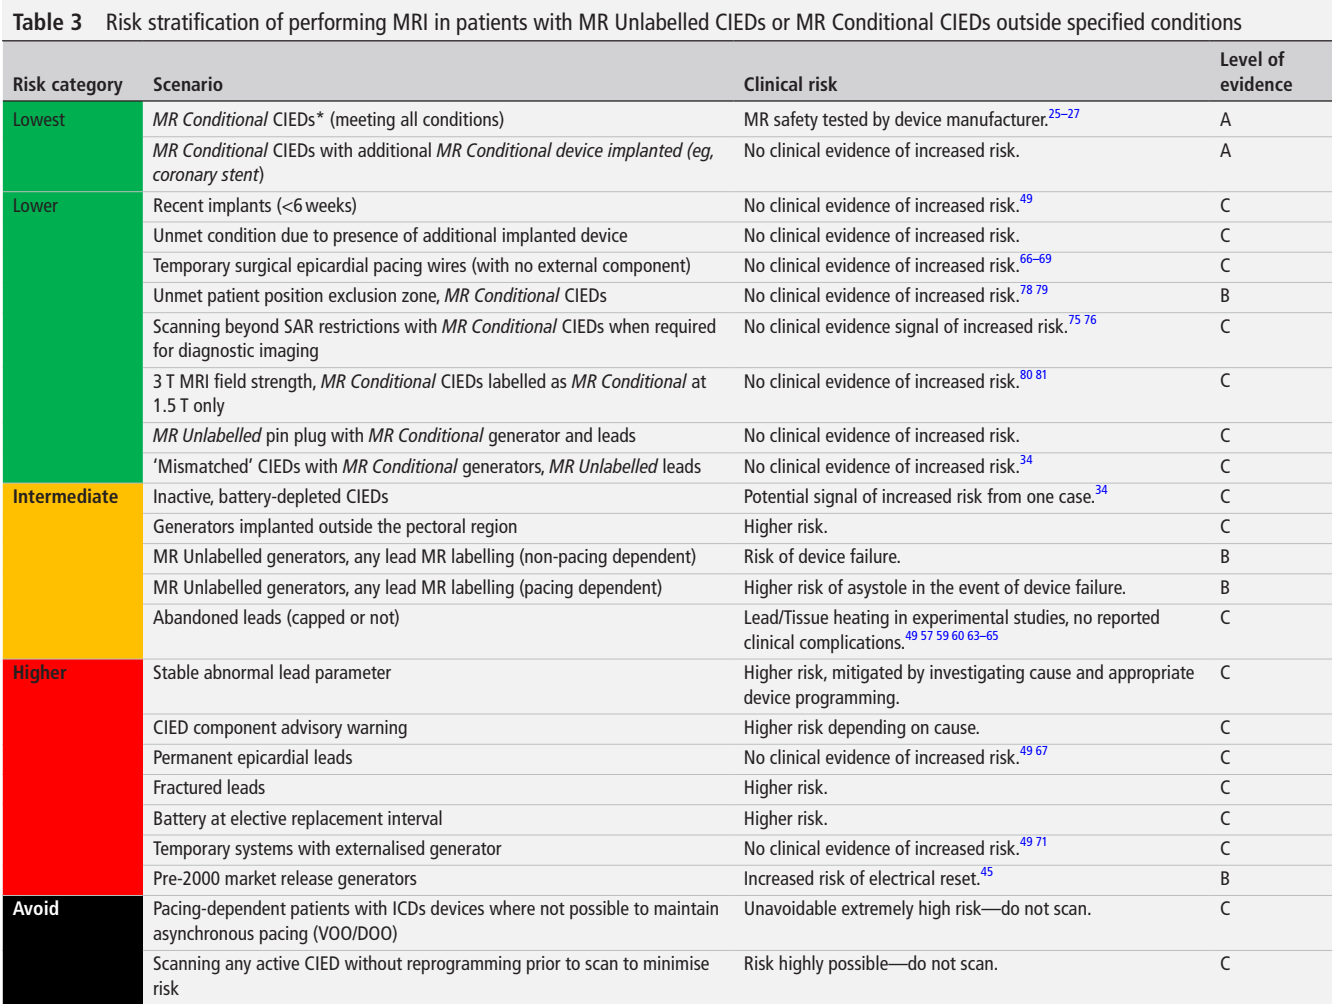 Table 3 Risk stratification of performing MRI in patients with MR Unlabelled CIEDs or MR Conditional CIEDs outside specified conditions
Risk category Scenario Clinical risk Level of evidence
Lowest MR Conditional CIEDs* (meeting all conditions) MR safety tested by device manufacturer.25–27 A
MR Conditional CIEDs with additional MR Conditional device implanted (eg, No clinical evidence of increased risk. A
coronary stent)
Lower Recent implants (<6 weeks) No clinical evidence of increased risk.49 C
Unmet condition due to presence of additional implanted device No clinical evidence of increased risk. C
Temporary surgical epicardial pacing wires (with no external component) No clinical evidence of increased risk.66–69 C
Unmet patient position exclusion zone, MR Conditional CIEDs No clinical evidence of increased risk.78 79 B
Scanning beyond SAR restrictions with MR Conditional CIEDs when required No clinical evidence signal of increased risk.75 76 C
for diagnostic imaging
3 T MRI field strength, MR Conditional CIEDs labelled as MR Conditional at No clinical evidence of increased risk.80 81 C
1.5 T only
MR Unlabelled pin plug with MR Conditional generator and leads No clinical evidence of increased risk. C
‘Mismatched’ CIEDs with MR Conditional generators, MR Unlabelled leads No clinical evidence of increased risk.34 C
Intermediate Inactive, battery-depleted CIEDs Potential signal of increased risk from one case.34 C
Generators implanted outside the pectoral region Higher risk. C
MR Unlabelled generators, any lead MR labelling (non-pacing dependent) Risk of device failure. B
MR Unlabelled generators, any lead MR labelling (pacing dependent) Higher risk of asystole in the event of device failure. B
Abandoned leads (capped or not) Lead/Tissue heating in experimental studies, no reported C
clinical complications.49 57 59 60 63–65
Higher Stable abnormal lead parameter Higher risk, mitigated by investigating cause and appropriate C
device programming.
CIED component advisory warning Higher risk depending on cause. C
Permanent epicardial leads No clinical evidence of increased risk.49 67 C
Fractured leads Higher risk. C
Battery at elective replacement interval Higher risk. C
Temporary systems with externalised generator No clinical evidence of increased risk.49 71 C
Pre-2000 market release generators Increased risk of electrical reset.45 B
Avoid Pacing-dependent patients with ICDs devices where not possible to maintain Unavoidable extremely high risk—do not scan. C
asynchronous pacing (VOO/DOO)
Scanning any active CIED without reprogramming prior to scan to minimise Risk highly possible—do not scan. C
risk